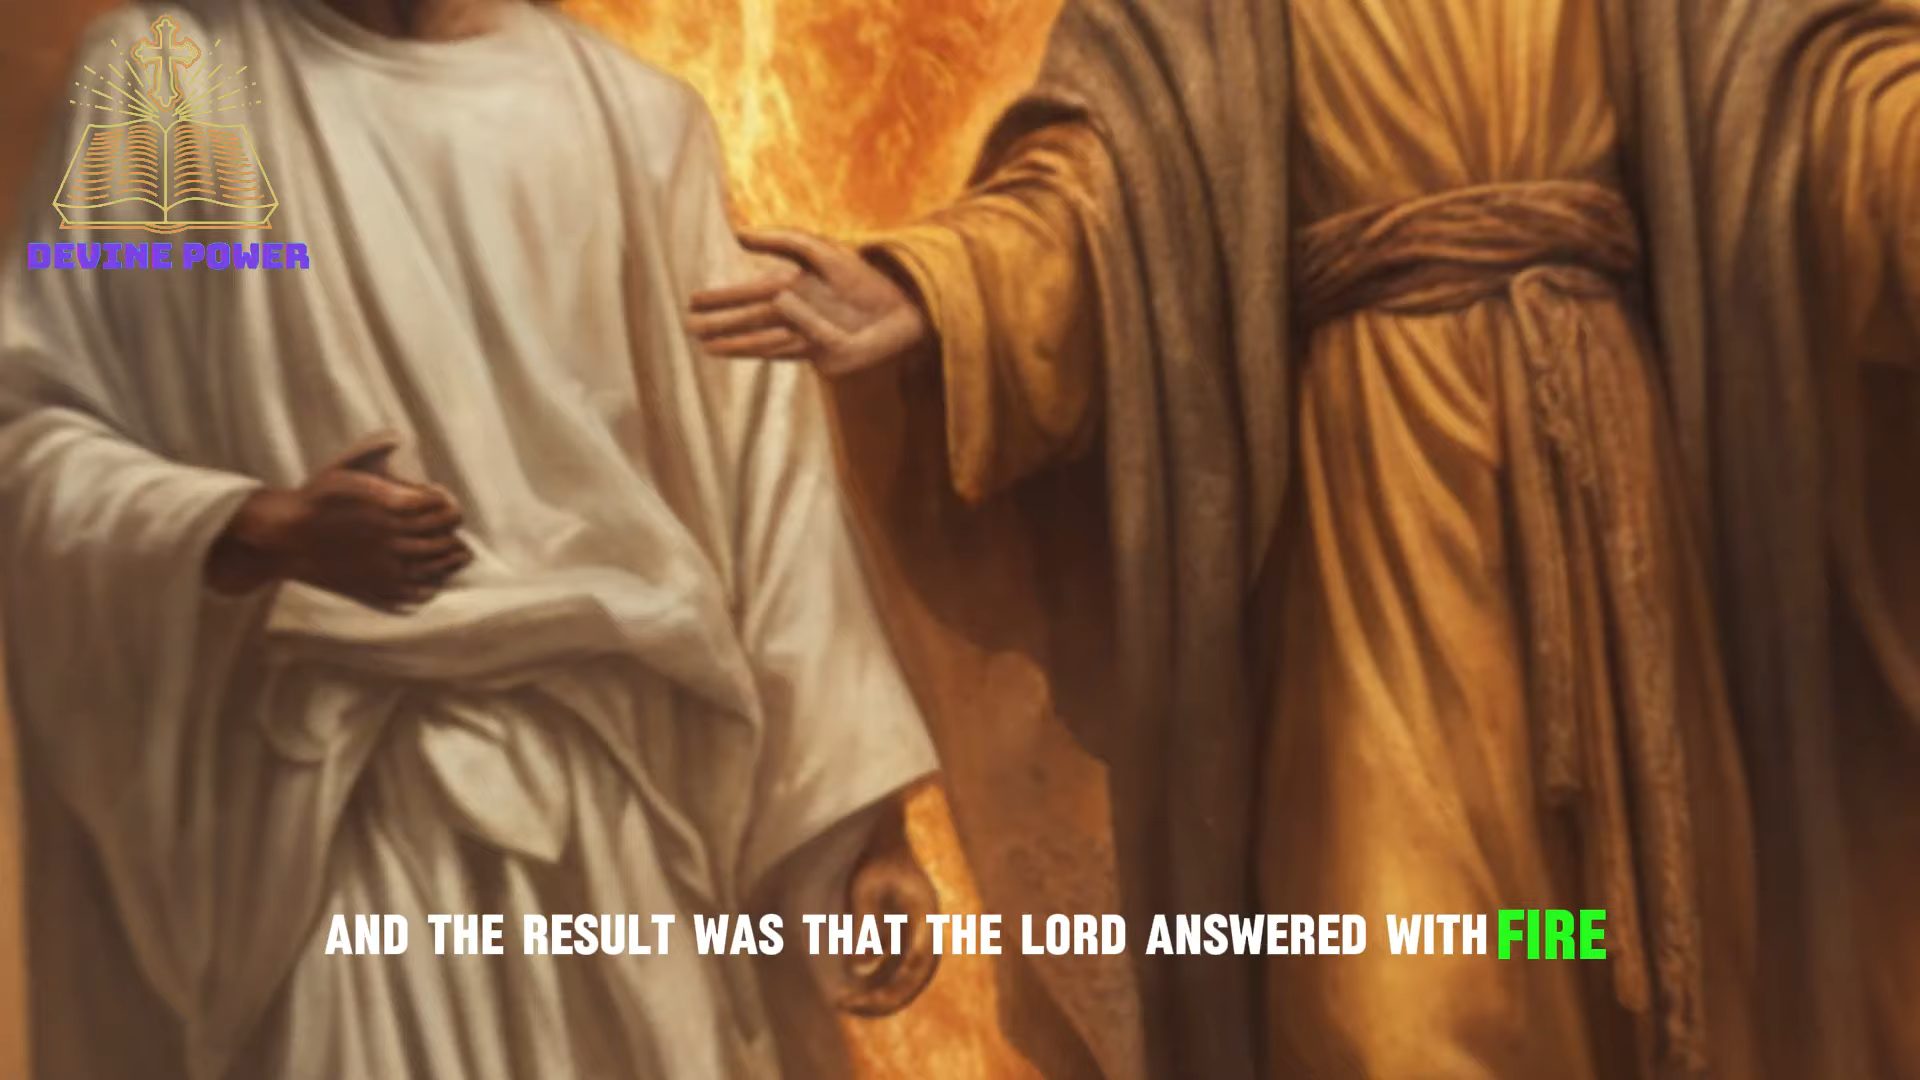 DEVINE POWER
AND THE RESULT WAS THAT THE LORD ANSWERED WITH FIRE